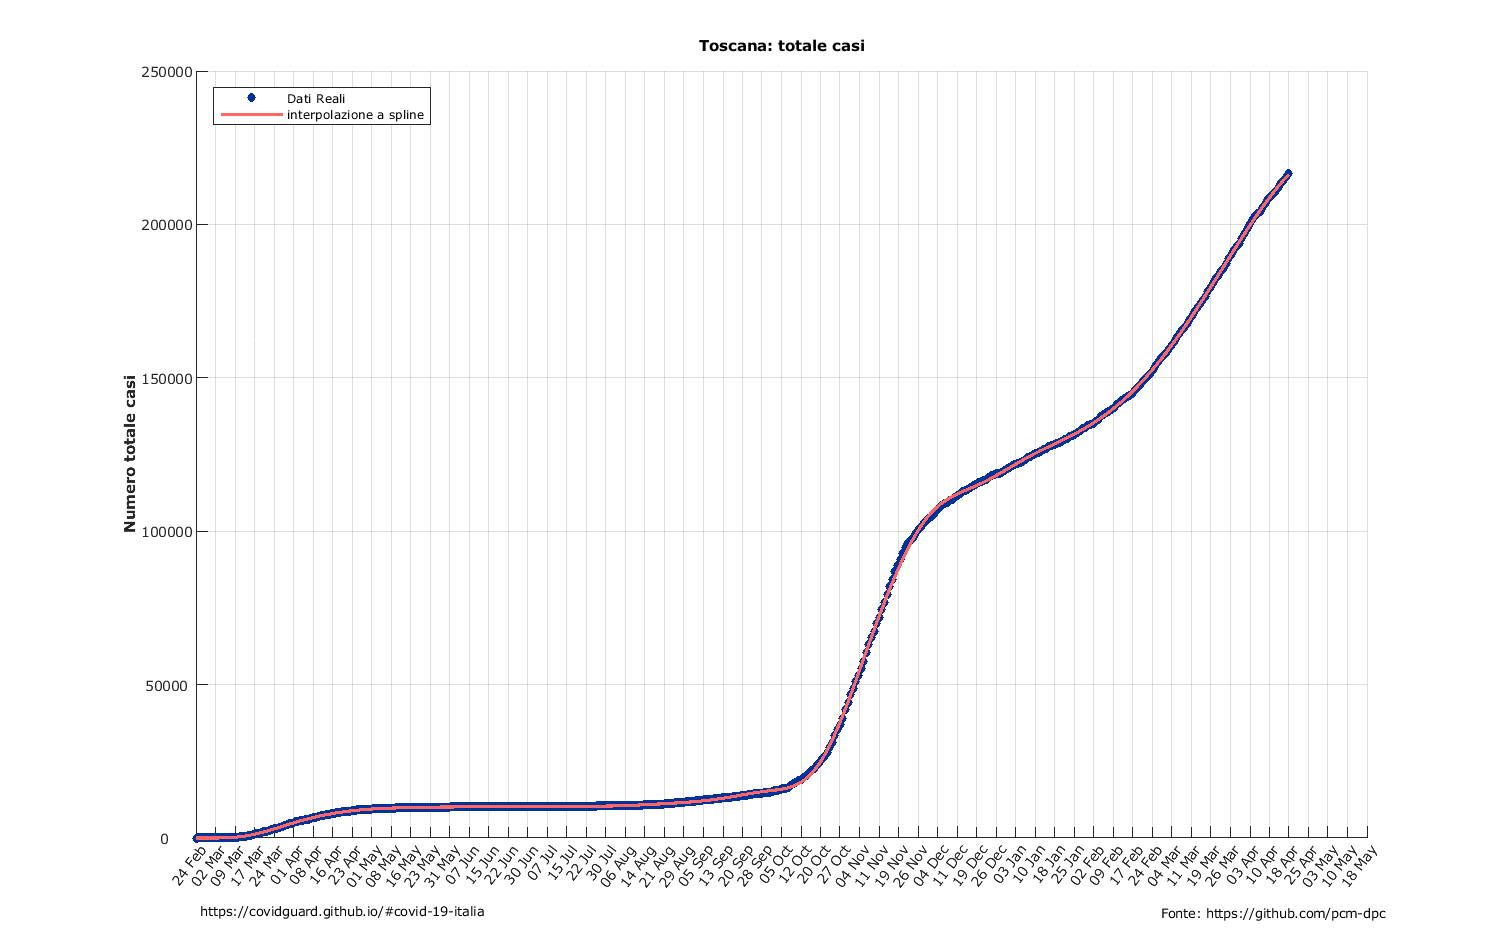 Toscana: totale casi
250000
200000
150000
100000
50000
0
Numero totale casi
Dati Reali
interpolazione a spline
24 Feb
02 Mar
09 Mar
17 Mar
24 Mar
01 Apr
08 Apr
16 Apr
23 Apr
01 May
08 May
16 May
23 May
31 May
07 Jun
15 Jun
22 Jun
30 Jun
07 Jul
15 Jul
22 Jul
30 Jul
06 Aug
14 Aug
21 Aug
29 Aug
05 Sep
13 Sep
20 Sep
28 Sep
05 Oct
12 Oct
20 Oct
27 Oct
04 Nov
11 Nov
19 Nov
26 Nov
04 Dec
11 Dec
19 Dec
26 Dec
03 Jan
10 Jan
18 Jan
25 Jan
02 Feb
09 Feb
17 Feb
24 Feb
04 Mar
11 Mar
19 Mar
26 Mar
03 Apr
10 Apr
18 Apr
25 Apr
03 May
10 May
18 May
https://covidguard.github.io/#covid-19-italia
Fonte: https://github.com/pcm-dpc